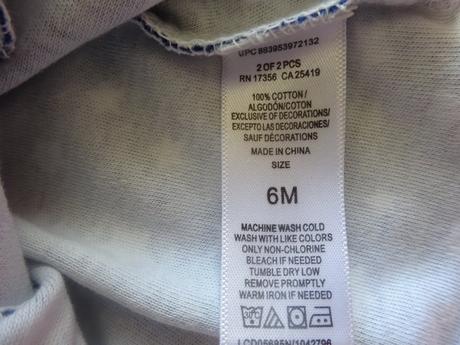 UPC 883953972132
2 OF 2 PCS
RN 17356 CA 25419
100% COTTON/
ALGODÓN/COTON
EXCLUSIVE OF DECORATIONS/
EXCEPTO LAS DECORACIONES/
SAUF DÉCORATIONS
MADE IN CHINA
SIZE
6M
MACHINE WASH COLD
WASH WITH LIKE COLORS
ONLY NON-CHLORINE
BLEACH IF NEEDED
TUMBLE DRY LOW
REMOVE PROMPTLY
WARM IRON IF NEEDED
30°C